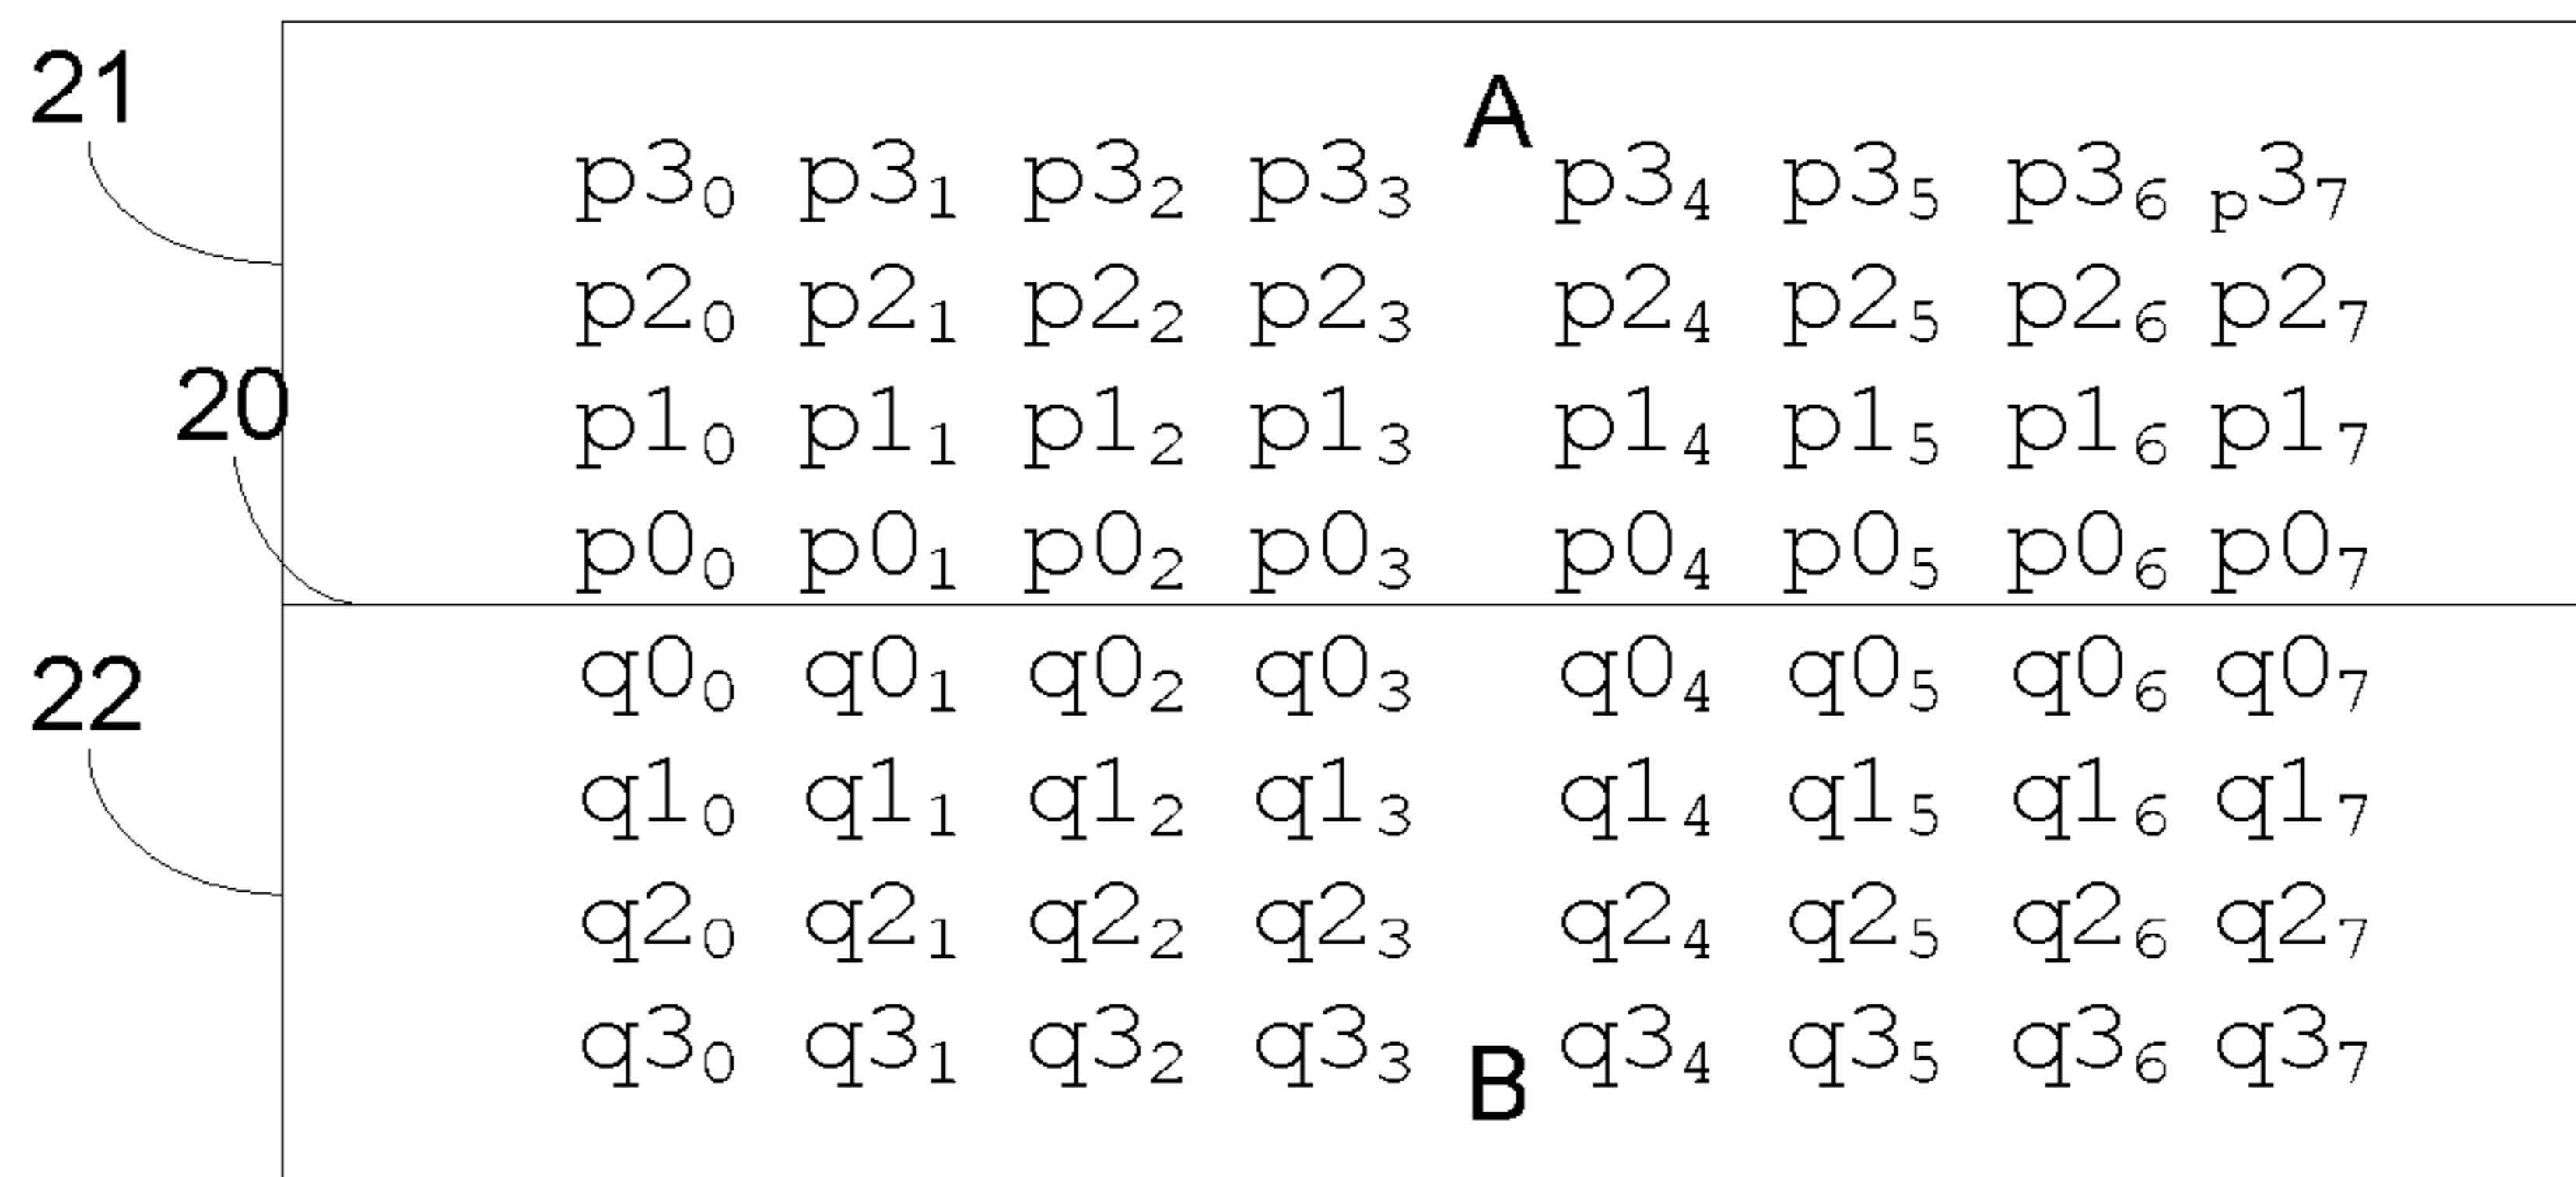 21
A
p3₀ p3₁ p3₂ p3₃ p3₄ p3₅ p3₆ p3₇
p2₀ p2₁ p2₂ p2₃ p2₄ p2₅ p2₆ p2₇
20
p1₀ p1₁ p1₂ p1₃ p1₄ p1₅ p1₆ p1₇
p0₀ p0₁ p0₂ p0₃ p0₄ p0₅ p0₆ p0₇
22
q0₀ q0₁ q0₂ q0₃ q0₄ q0₅ q0₆ q0₇
q1₀ q1₁ q1₂ q1₃ q1₄ q1₅ q1₆ q1₇
q2₀ q2₁ q2₂ q2₃ q2₄ q2₅ q2₆ q2₇
q3₀ q3₁ q3₂ q3₃ q3₄ q3₅ q3₆ q3₇
B